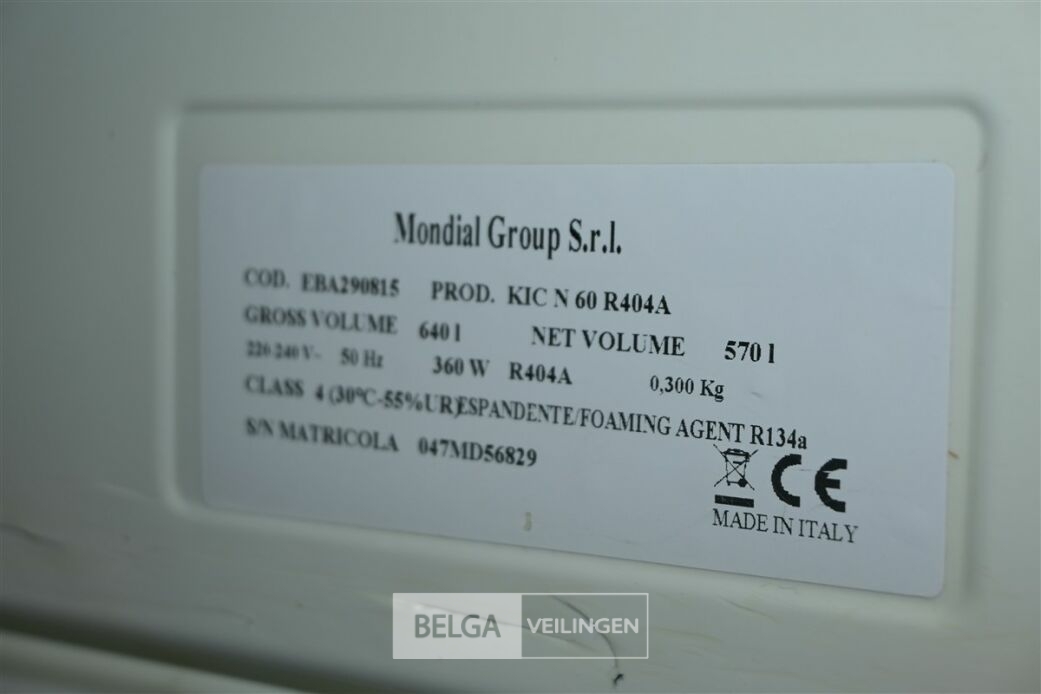 Mondial Group S.r.l.
COD. EBA290815 PROD. KIC N 60 R404A
GROSS VOLUME 640 l NET VOLUME 570 l
220-240 V~ 50 Hz 360 W R404A 0,300 Kg
CLASS 4 (30°C-55%UR)ESPANDENTE/FOAMING AGENT R134a
S/N MATRICOLA 047MD56829
CE
MADE IN ITALY
BELGA VEILINGEN